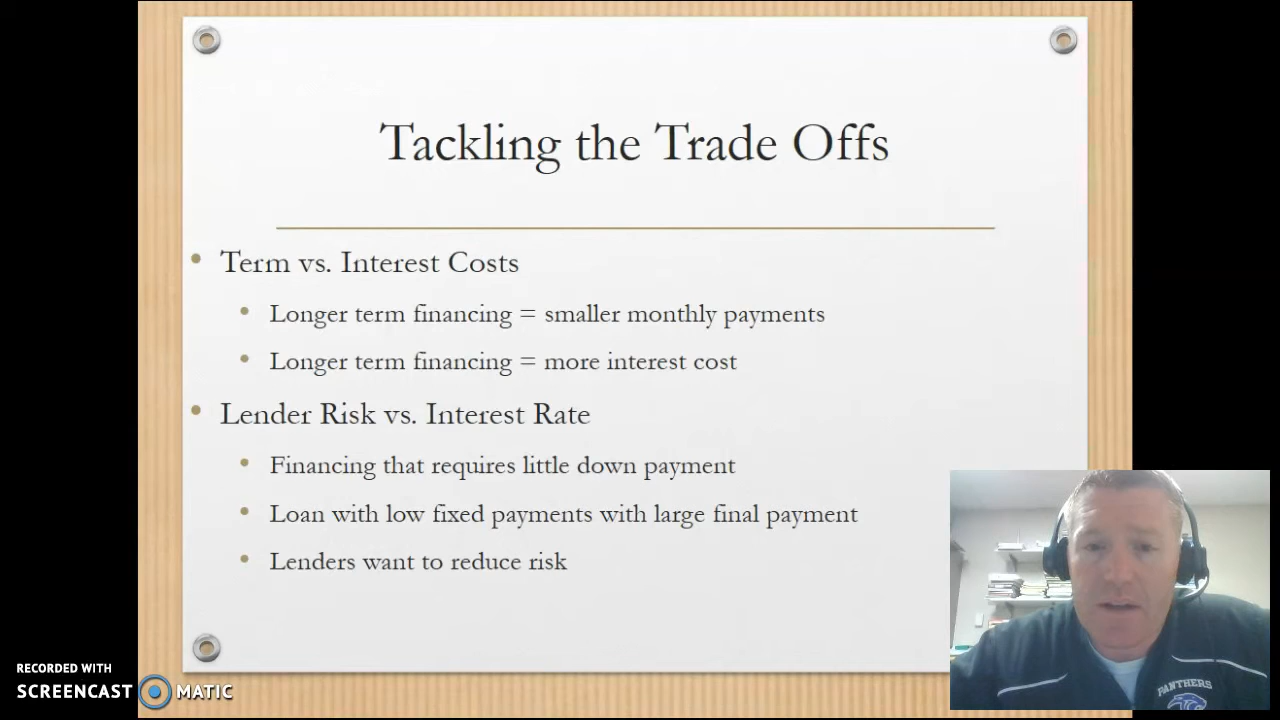 Tackling the Trade Offs
Term vs. Interest Costs
Longer term financing = smaller monthly payments
Longer term financing = more interest cost
Lender Risk vs. Interest Rate
Financing that requires little down payment
Loan with low fixed payments with large final payment
Lenders want to reduce risk
RECORDED WITH
SCREENCAST MATIC
PANTHERS